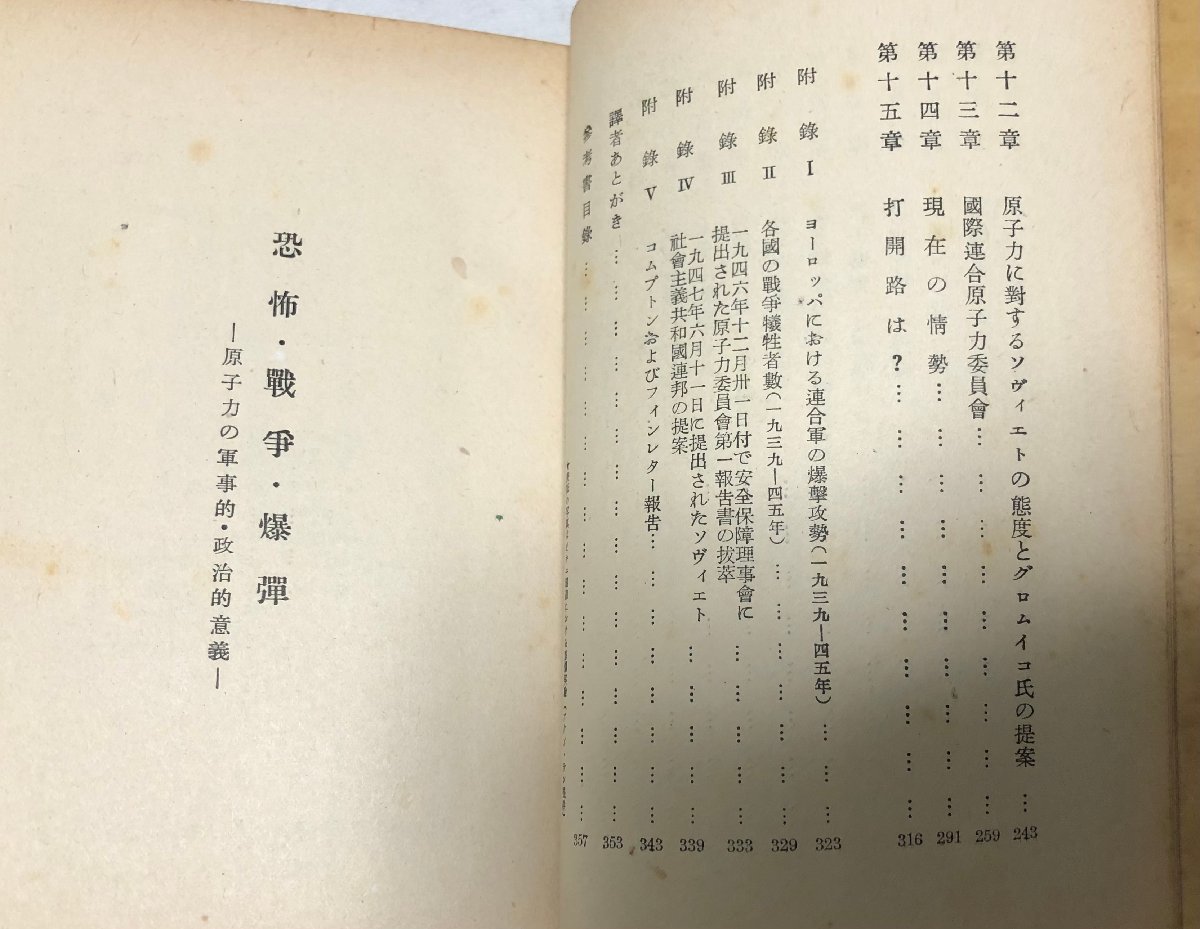 第十二章 原子力に對するソヴィエトの態度とグロムイコ氏の提案…243
第十三章 國際連合原子力委員會………………259
第十四章 現在の情勢…………………291
第十五章 打開路は?…………………316
附錄Ⅰ ヨーロッパにおける連合軍の爆擊攻勢(一九三九—四五年)……323
附錄Ⅱ 各國の戰爭犧牲者數(一九三九—四五年)………………329
附錄Ⅲ 一九四六年十二月卅一日付で安全保障理事會に
提出された原子力委員會第一報告書の拔萃……………333
附錄Ⅳ 一九四七年六月十一日に提出されたソヴィエト
社會主義共和國連邦の提案……………339
附錄Ⅴ コムプトンおよびフィンレター報告………………343
譯者あとがき…………………………353
參考書目錄…………………………357
恐怖・戰爭・爆彈
—原子力の軍事的・政治的意義—